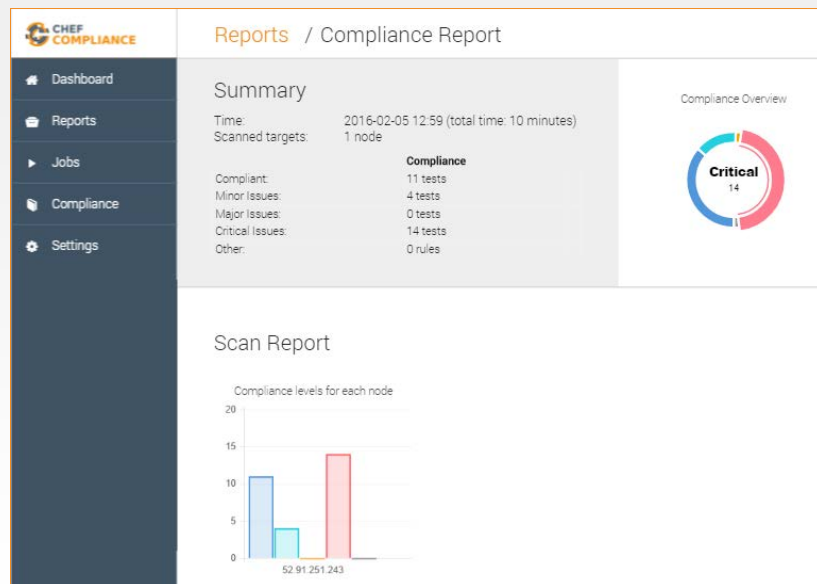 CHEF
COMPLIANCE
Reports / Compliance Report
Dashboard
Reports
Jobs
Compliance
Settings
Summary
Time: 2016-02-05 12:59 (total time: 10 minutes)
Scanned targets: 1 node
Compliance
Compliant: 11 tests
Minor Issues: 4 tests
Major Issues: 0 tests
Critical Issues: 14 tests
Other: 0 rules
Compliance Overview
Critical
14
Scan Report
Compliance levels for each node
20
15
10
5
0
52.91.251.243